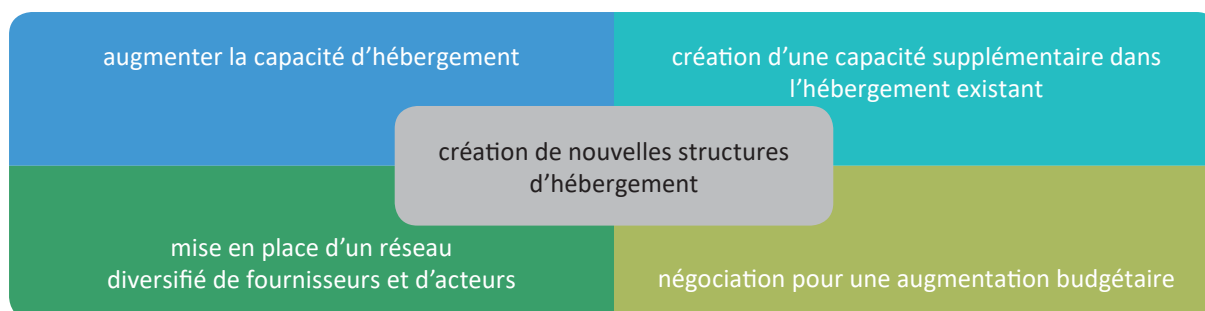 augmenter la capacité d’hébergement
création d’une capacité supplémentaire dans
l’hébergement existant
création de nouvelles structures
d’hébergement
mise en place d’un réseau
diversifié de fournisseurs et d’acteurs
négociation pour une augmentation budgétaire